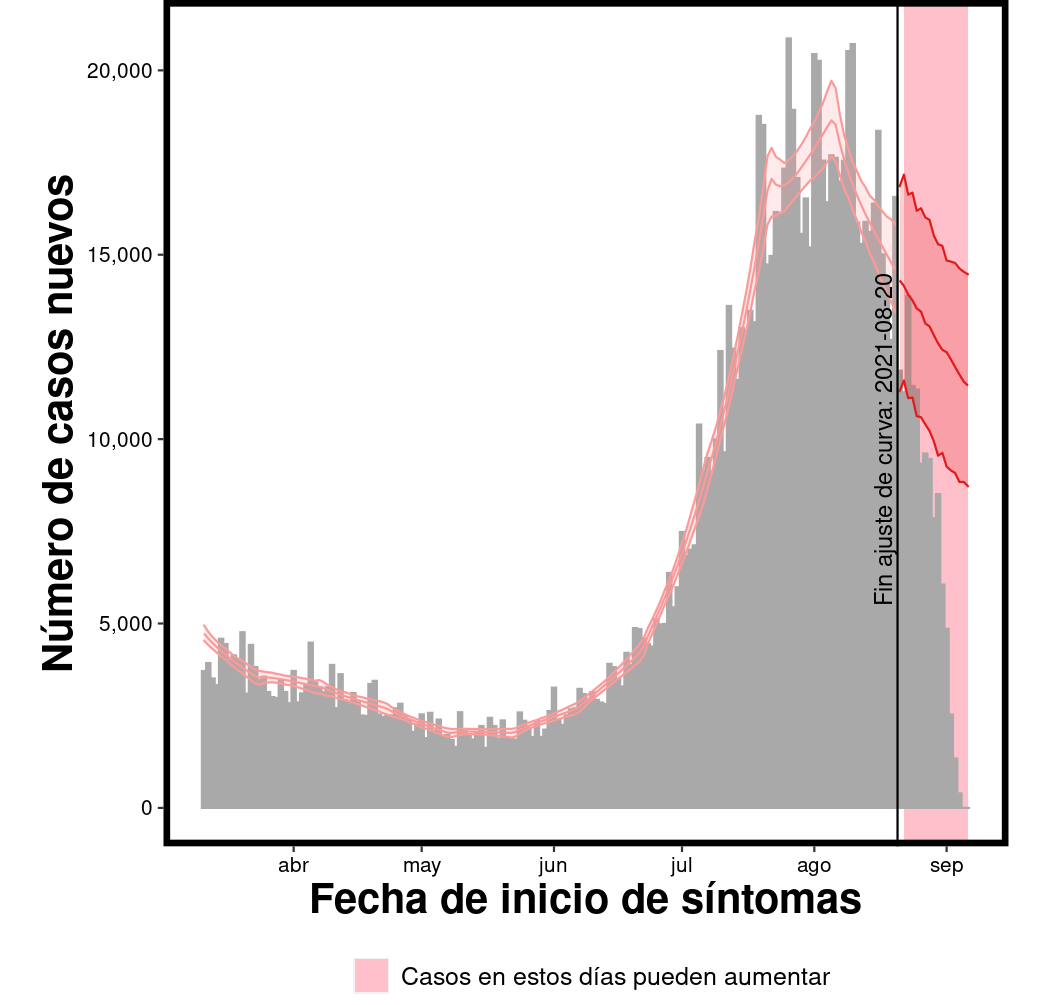 Número de casos nuevos
20,000
15,000
10,000
5,000
0
Fin ajuste de curva: 2021-08-20
abr may jun jul ago sep
Fecha de inicio de síntomas
Casos en estos días pueden aumentar